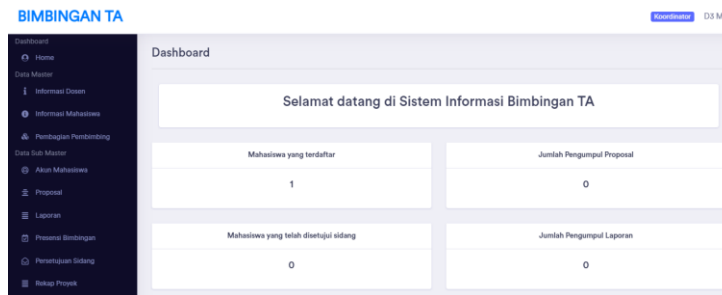 BIMBINGAN TA
Koordinator D3 M
Dashboard
Home
Data Master
Informasi Dosen
Informasi Mahasiswa
Pembagian Pembimbing
Data Sub Master
Akun Mahasiswa
Proposal
Laporan
Presensi Bimbingan
Persetujuan Sidang
Rekap Proyek
Dashboard
Selamat datang di Sistem Informasi Bimbingan TA
Mahasiswa yang terdaftar
1
Jumlah Pengumpul Proposal
0
Mahasiswa yang telah disetujui sidang
0
Jumlah Pengumpul Laporan
0